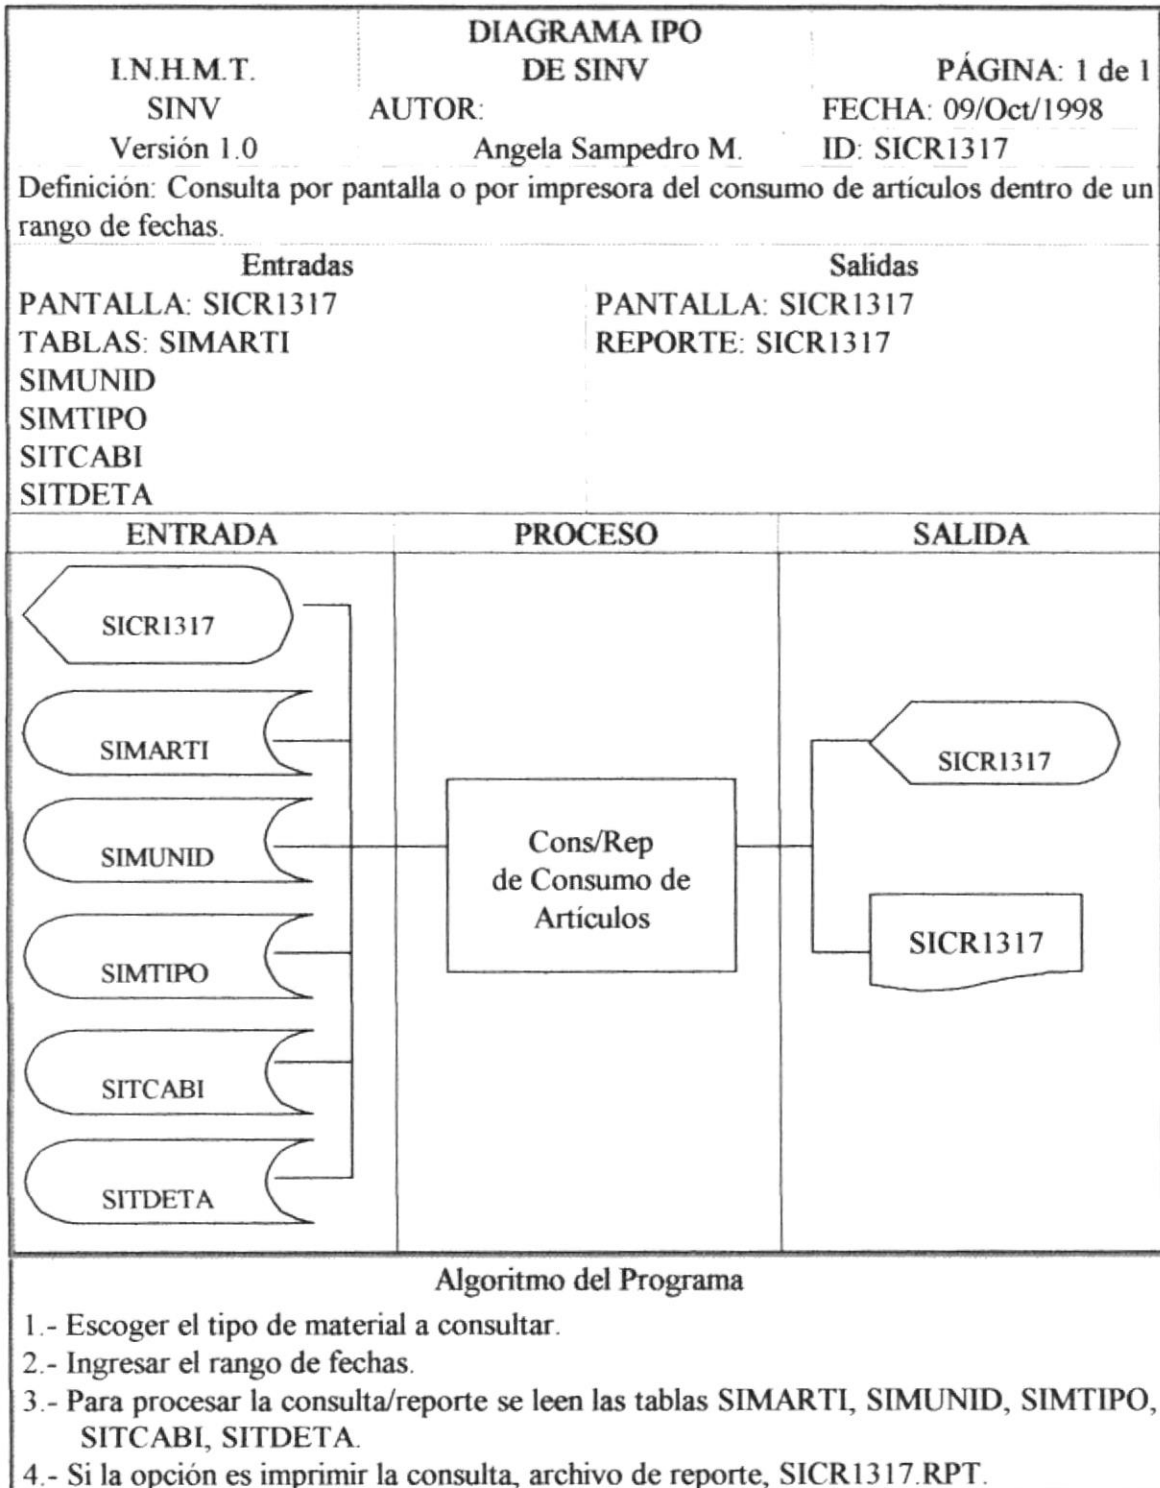 DIAGRAMA IPO
I.N.H.M.T. DE SINV PÁGINA: 1 de 1
SINV AUTOR: FECHA: 09/Oct/1998
Versión 1.0 Angela Sampedro M. ID: SICR1317
Definición: Consulta por pantalla o por impresora del consumo de artículos dentro de un
rango de fechas.
Entradas Salidas
PANTALLA: SICR1317 PANTALLA: SICR1317
TABLAS: SIMARTI REPORTE: SICR1317
SIMUNID
SIMTIPO
SITCABI
SITDETA
ENTRADA PROCESO SALIDA
SICR1317
SIMARTI
SIMUNID
SIMTIPO
SITCABI
SITDETA
Cons/Rep
de Consumo de
Artículos
SICR1317
SICR1317
Algoritmo del Programa
1.- Escoger el tipo de material a consultar.
2.- Ingresar el rango de fechas.
3.- Para procesar la consulta/reporte se leen las tablas SIMARTI, SIMUNID, SIMTIPO,
SITCABI, SITDETA.
4.- Si la opción es imprimir la consulta, archivo de reporte, SICR1317.RPT.